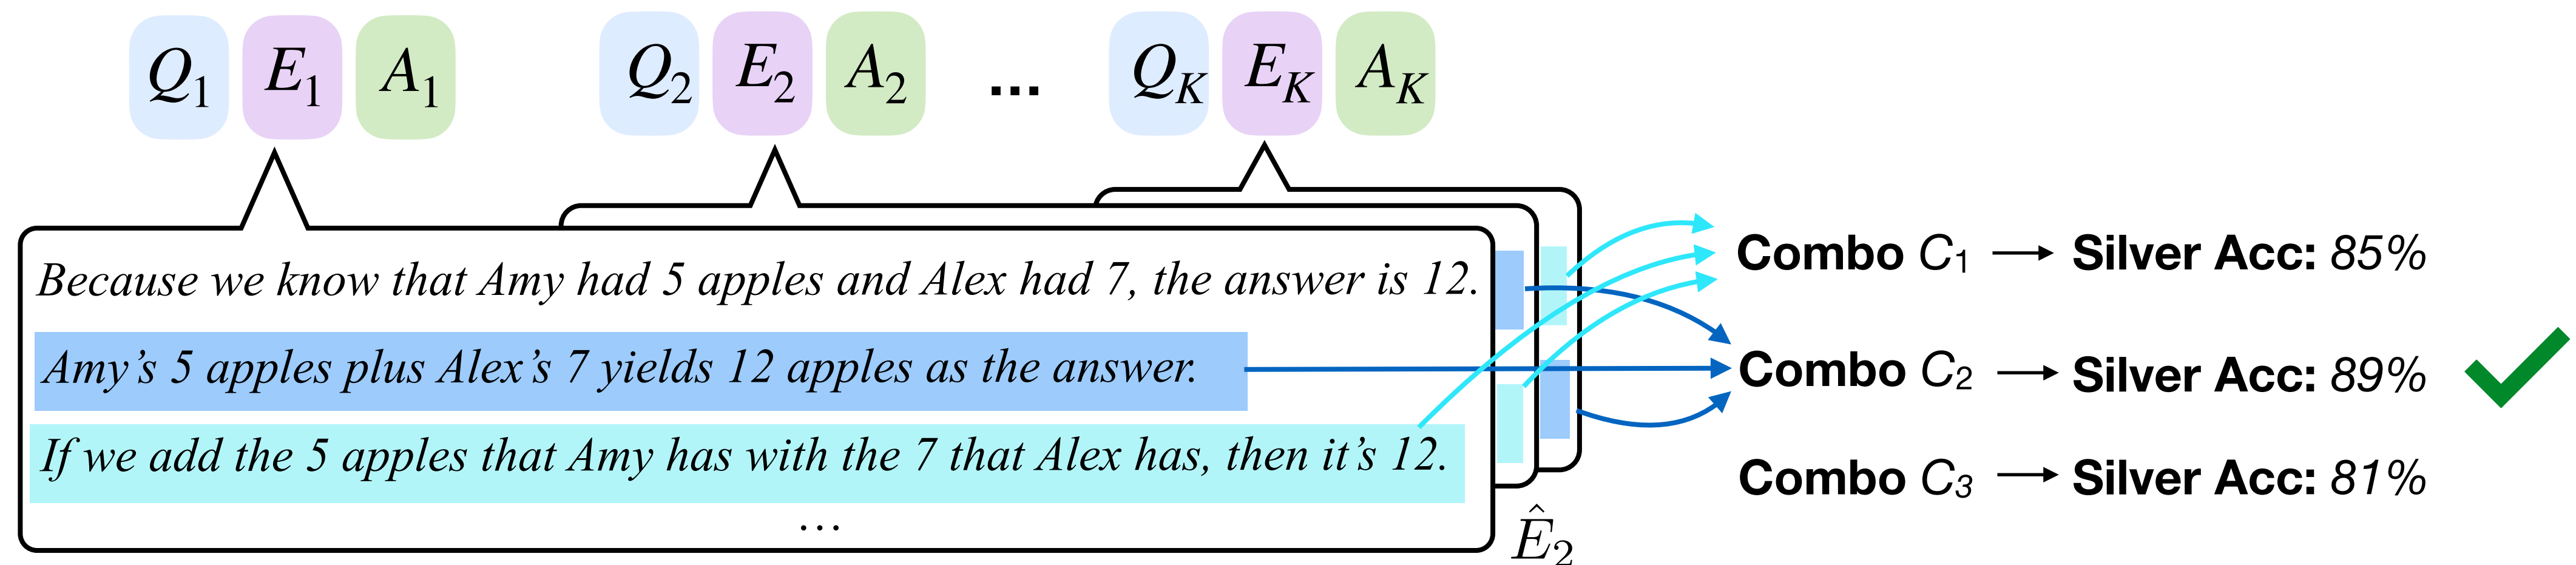 Q1 E1 A1 Q2 E2 A2 ... QK EK AK
Because we know that Amy had 5 apples and Alex had 7, the answer is 12.
Amy’s 5 apples plus Alex’s 7 yields 12 apples as the answer.
If we add the 5 apples that Amy has with the 7 that Alex has, then it’s 12.
...
Ê2
Combo C1 → Silver Acc: 85%
Combo C2 → Silver Acc: 89%
Combo C3 → Silver Acc: 81%